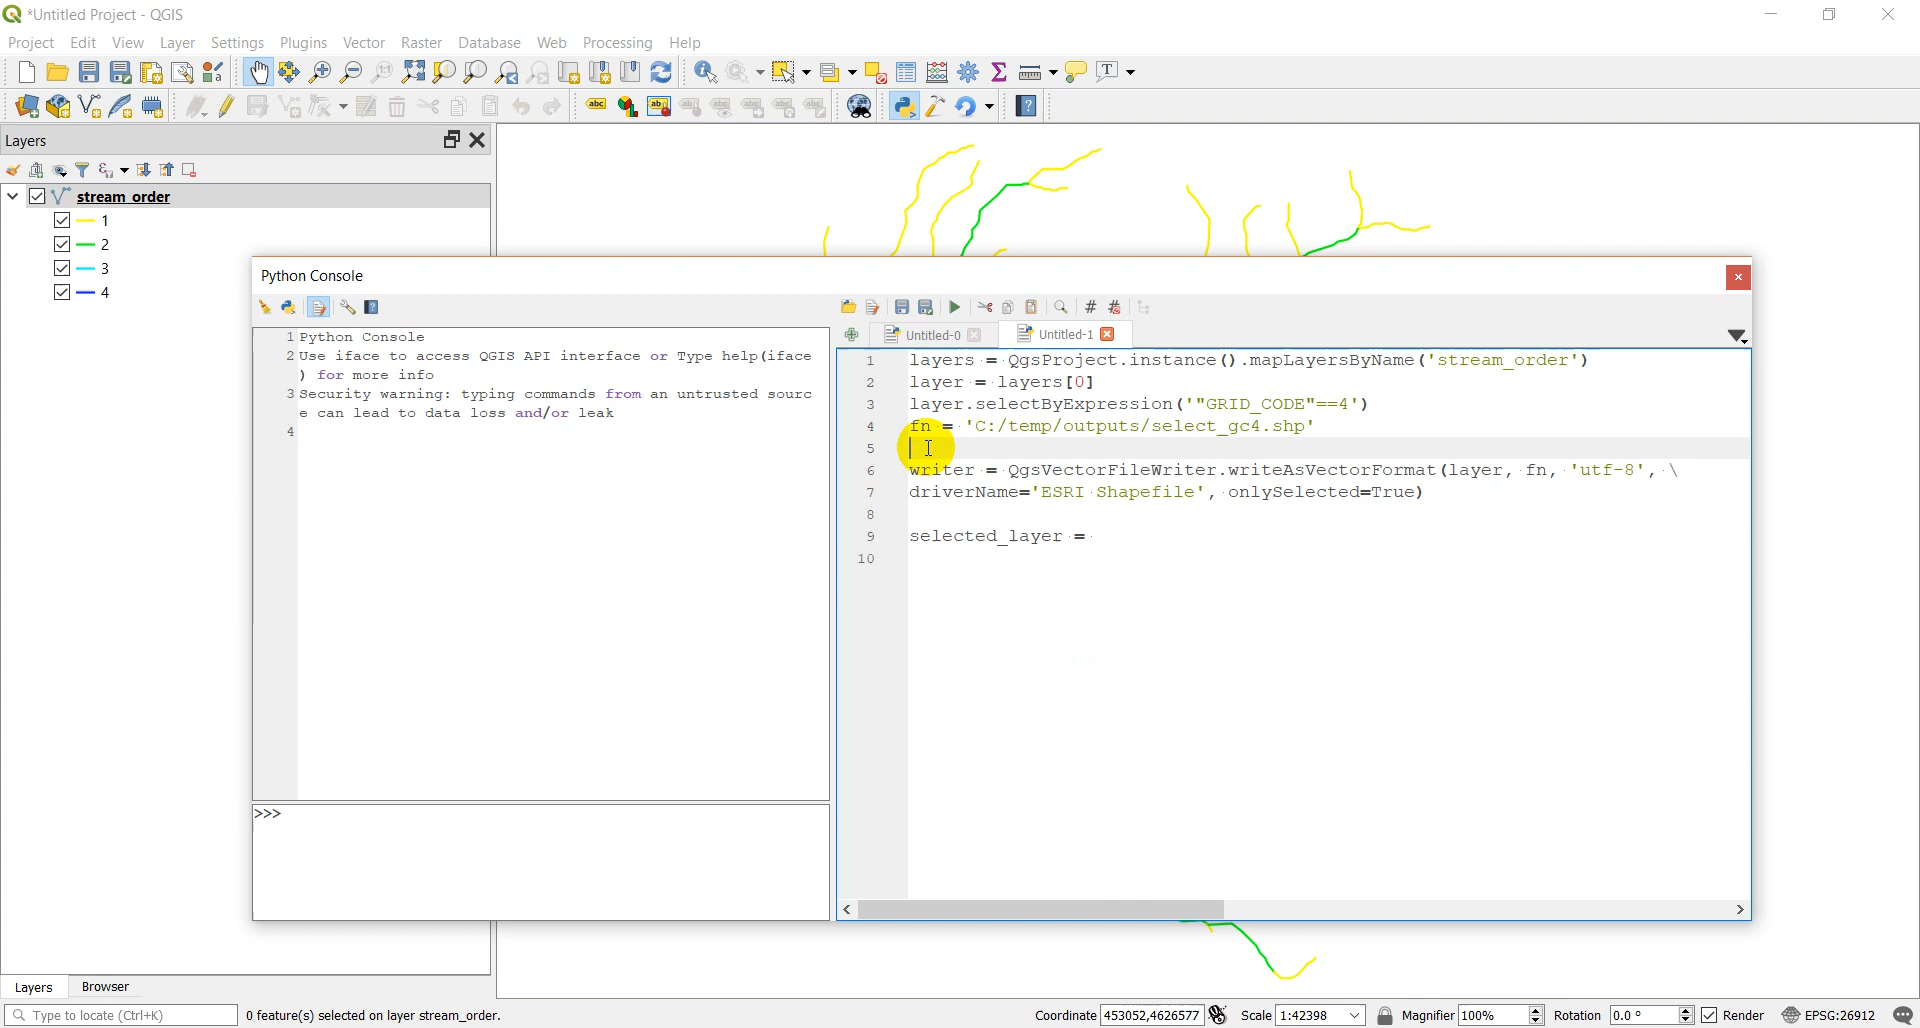 *Untitled Project - QGIS
Project Edit View Layer Settings Plugins Vector Raster Database Web Processing Help
Layers
stream_order
1
2
3
4
Python Console
1 Python Console
2 Use iface to access QGIS API interface or Type help(iface
) for more info
3 Security warning: typing commands from an untrusted sourc
e can lead to data loss and/or leak
4
>>>
Untitled-0 Untitled-1
1 layers = QgsProject.instance().mapLayersByName('stream_order')
2 layer = layers[0]
3 layer.selectByExpression('"GRID_CODE"==4')
4 fn = 'C:/temp/outputs/select_gc4.shp'
5
6 writer = QgsVectorFileWriter.writeAsVectorFormat(layer, fn, 'utf-8', \
7 driverName='ESRI Shapefile', onlySelected=True)
8
9 selected_layer =
10
Layers Browser
Type to locate (Ctrl+K) 0 feature(s) selected on layer stream_order. Coordinate 453052,4626577 Scale 1:42398 Magnifier 100% Rotation 0.0 ° Render EPSG:26912